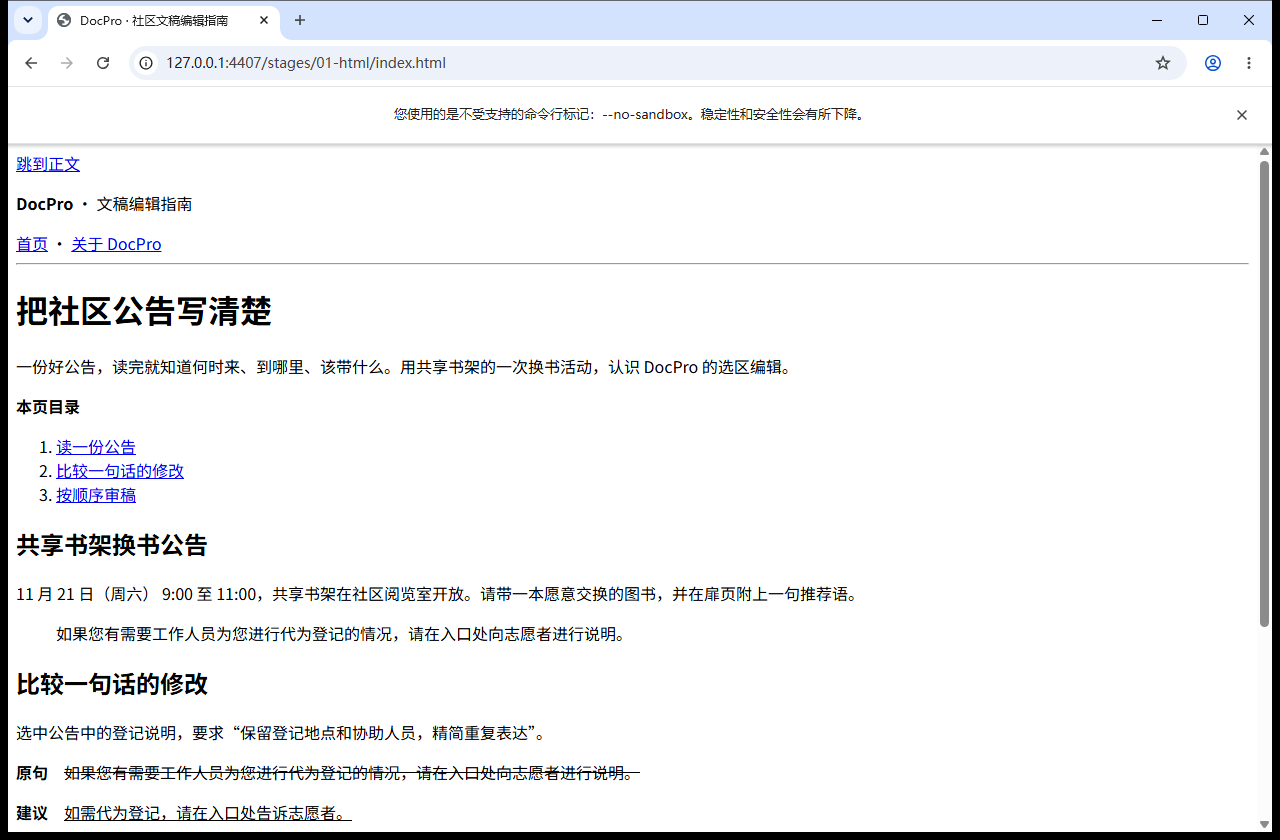 DocPro · 社区文稿编辑指南
127.0.0.1:4407/stages/01-html/index.html
您使用的是不受支持的命令行标记：--no-sandbox。稳定性和安全性会有所下降。
跳到正文
DocPro · 文稿编辑指南
首页 · 关于 DocPro
把社区公告写清楚
一份好公告，读完就知道何时来、到哪里、该带什么。用共享书架的一次换书活动，认识 DocPro 的选区编辑。
本页目录
1. 读一份公告
2. 比较一句话的修改
3. 按顺序审稿
共享书架换书公告
11 月 21 日（周六） 9:00 至 11:00，共享书架在社区阅览室开放。请带一本愿意交换的图书，并在扉页附上一句推荐语。
如果您有需要工作人员为您进行代为登记的情况，请在入口处向志愿者进行说明。
比较一句话的修改
选中公告中的登记说明，要求“保留登记地点和协助人员，精简重复表达”。
原句 如果您有需要工作人员为您进行代为登记的情况，请在入口处向志愿者进行说明。
建议 如需代为登记，请在入口处告诉志愿者。